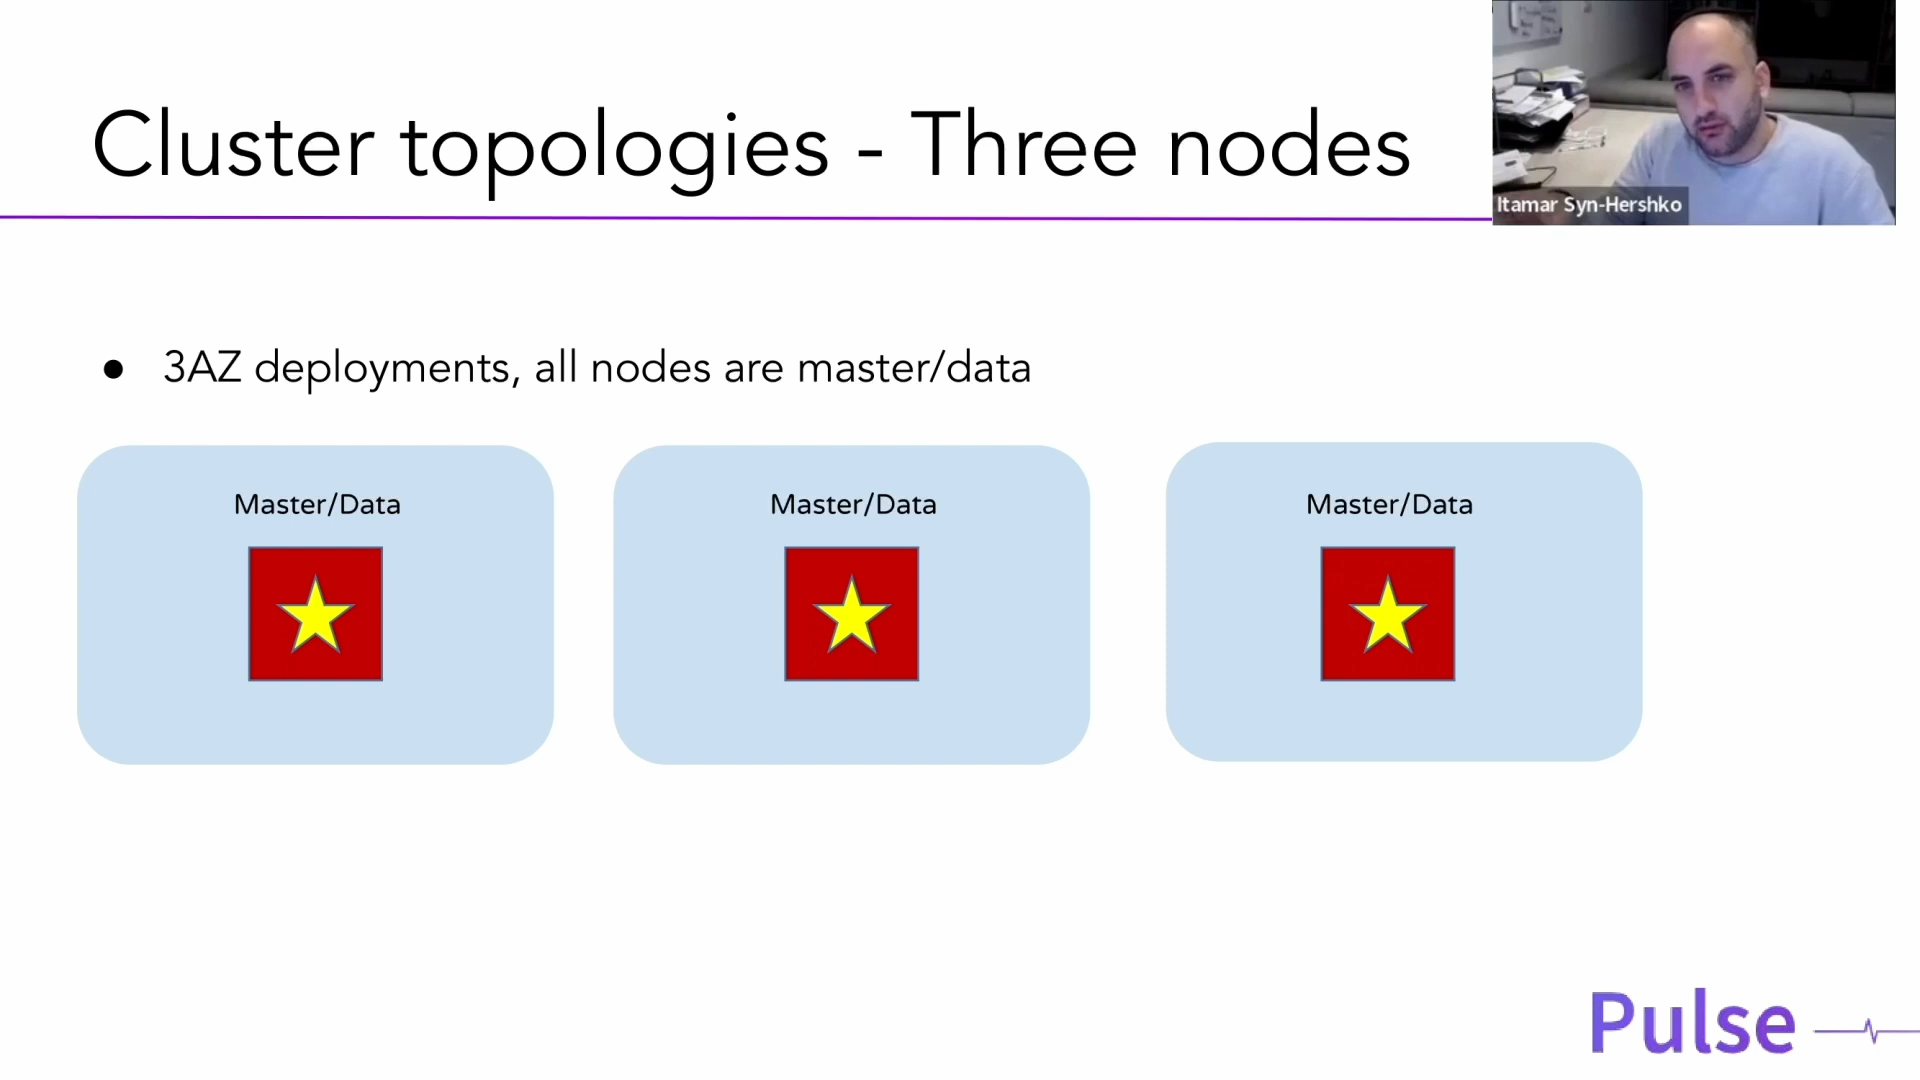 Cluster topologies - Three nodes
Itamar Syn-Hershko
● 3AZ deployments, all nodes are master/data
Master/Data
Master/Data
Master/Data
Pulse